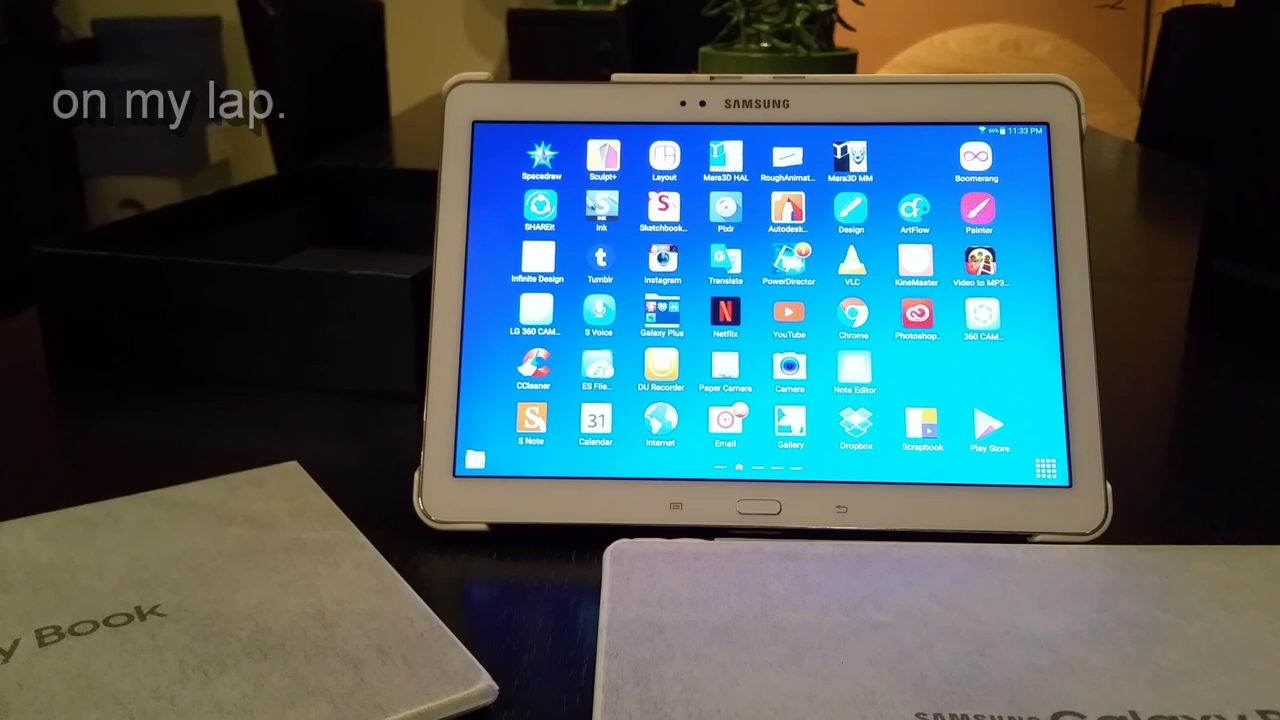 on my lap.
SAMSUNG
11:33 PM
Spacedraw Sculpt+ Layout Mara3D HAL RoughAnimat... Mara3D MM Boomerang
SHAREit Ink Sketchbook... Pixlr Autodesk... Design ArtFlow Painter
Infinite Design Tumblr Instagram Translate PowerDirector VLC KineMaster Video to MP3...
LG 360 CAM... S Voice Galaxy Plus Netflix YouTube Chrome Photoshop... 360 CAM...
CCleaner ES File... DU Recorder Paper Camera Camera Note Editor
31
S Note Calendar Internet Email Gallery Dropbox Scrapbook Play Store
y Book
SAMSUNG Galaxy B